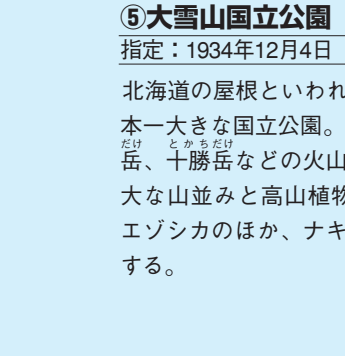 ⑤大雪山国立公園
指定：1934年12月4日
北海道の屋根といわれ
本一大きな国立公園。
だけ とかちだけ
岳、十勝岳などの火山
大な山並みと高山植物
エゾシカのほか、ナキ
する。